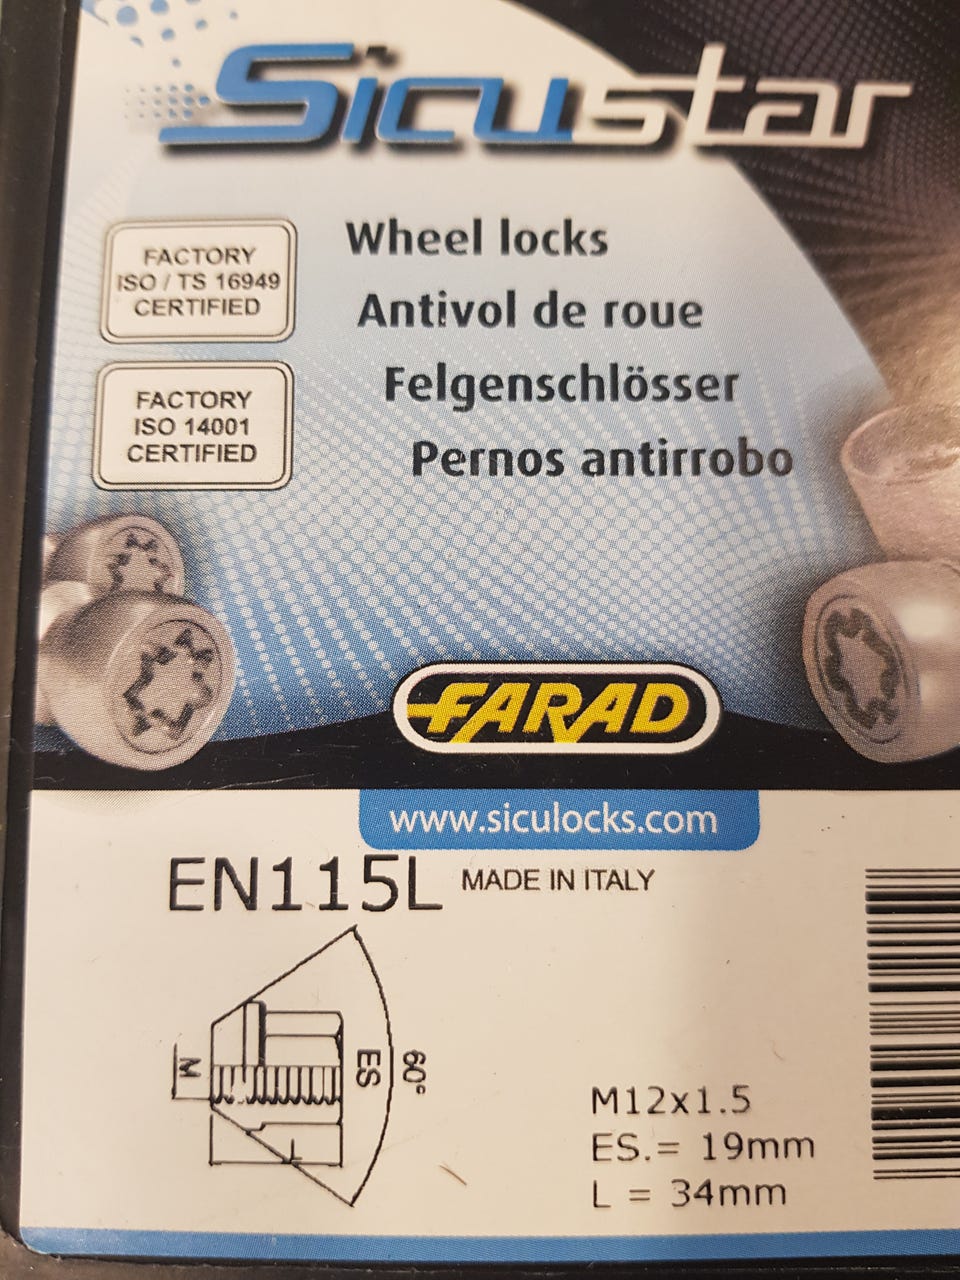 Sicustar
FACTORY
ISO / TS 16949
CERTIFIED
FACTORY
ISO 14001
CERTIFIED
Wheel locks
Antivol de roue
Felgenschlösser
Pernos antirrobo
FARAD
www.siculocks.com
EN115L MADE IN ITALY
M
ES
60°
L
M12x1.5
ES.= 19mm
L = 34mm